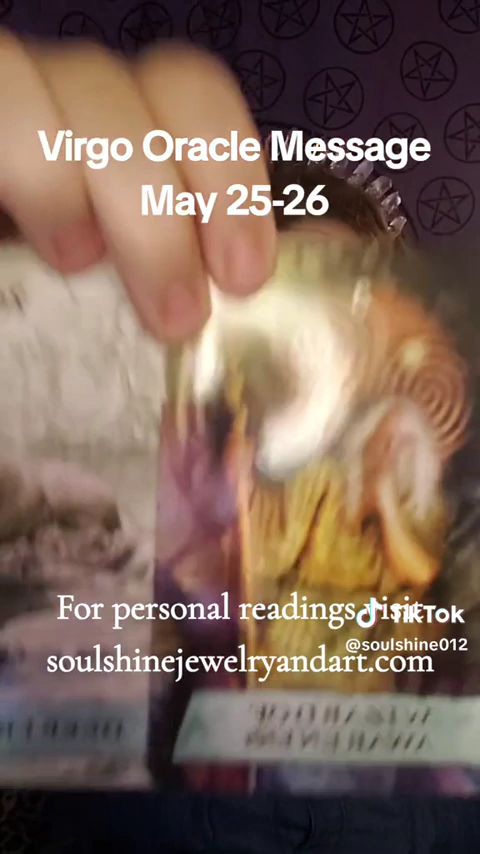 Virgo Oracle Message
May 25-26
For personal readings visit
TikTok
@soulshine012
soulshinejewelryandart.com